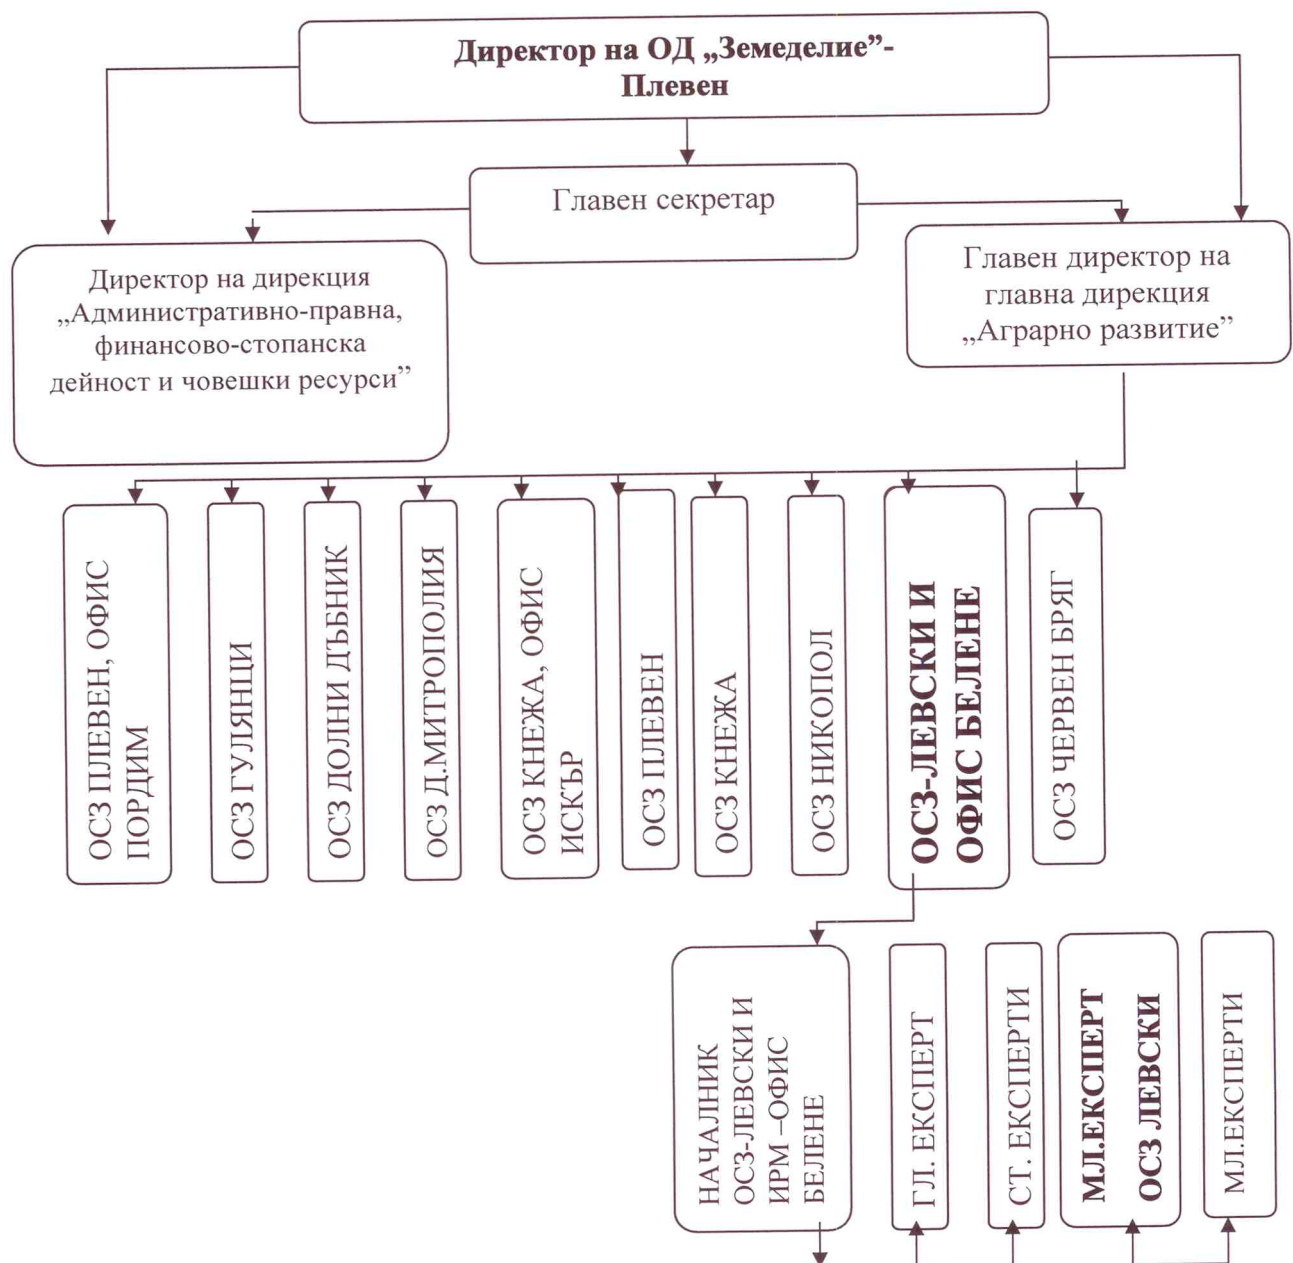 Директор на ОД „Земеделие”-
Плевен
Главен секретар
Директор на дирекция
„Административно-правна,
финансово-стопанска
дейност и човешки ресурси”
Главен директор на
главна дирекция
„Аграрно развитие”
ОСЗ ПЛЕВЕН, ОФИС
ПОРДИМ
ОСЗ ГУЛЯНЦИ
ОСЗ ДОЛНИ ДЪБНИК
ОСЗ Д.МИТРОПОЛИЯ
ОСЗ КНЕЖА, ОФИС
ИСКЪР
ОСЗ ПЛЕВЕН
ОСЗ КНЕЖА
ОСЗ НИКОПОЛ
ОСЗ-ЛЕВСКИ И
ОФИС БЕЛЕНЕ
ОСЗ ЧЕРВЕН БРЯГ
НАЧАЛНИК
ОСЗ-ЛЕВСКИ И
ИРМ –ОФИС
БЕЛЕНЕ
ГЛ. ЕКСПЕРТ
СТ. ЕКСПЕРТИ
МЛ.ЕКСПЕРТ
ОСЗ ЛЕВСКИ
МЛ.ЕКСПЕРТИ